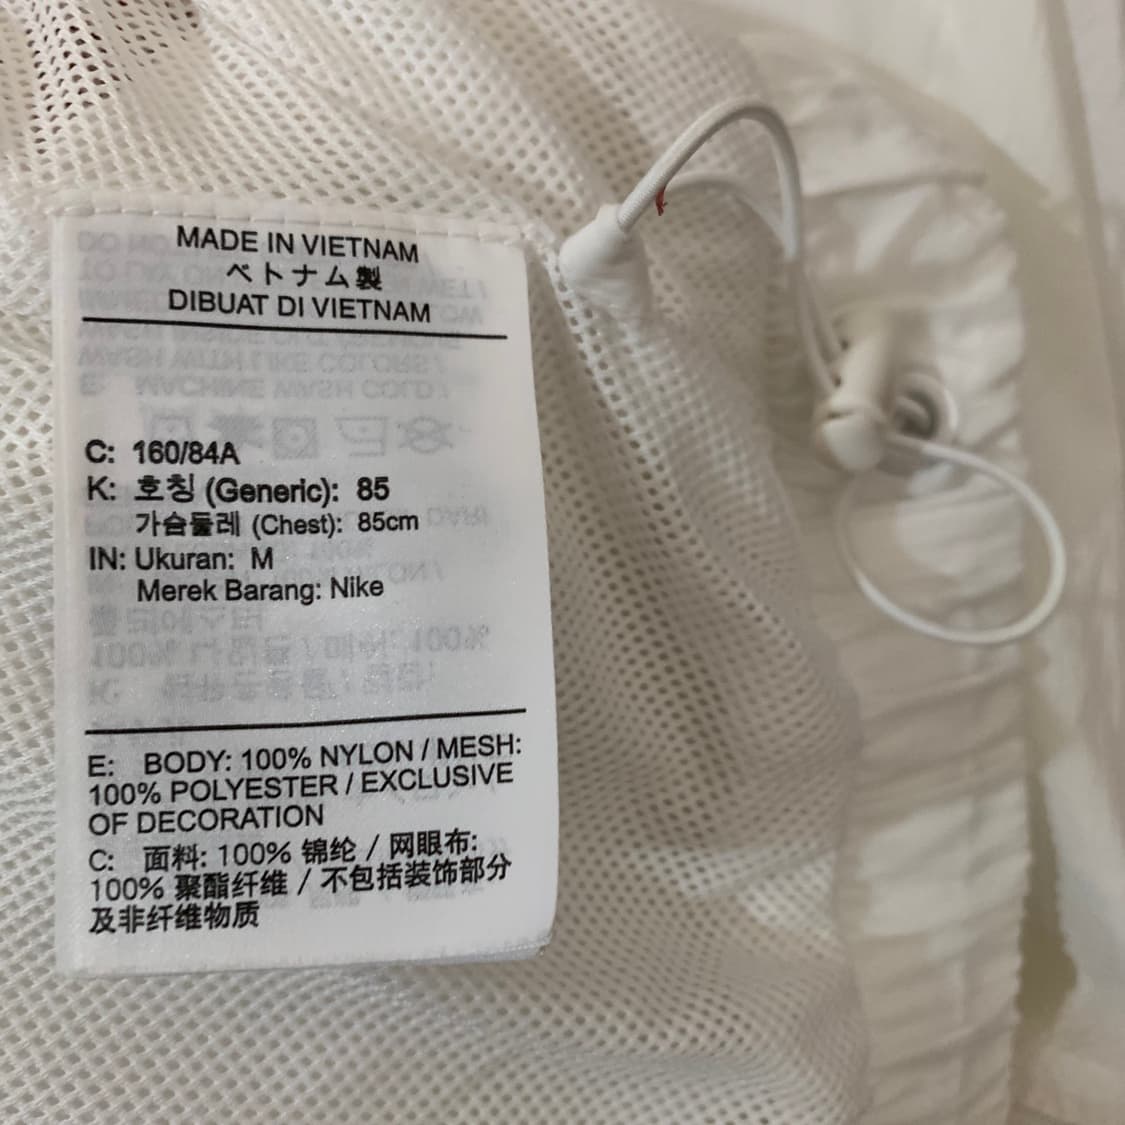 MADE IN VIETNAM
ベトナム製
DIBUAT DI VIETNAM
C: 160/84A
K: 호칭 (Generic): 85
가슴둘레 (Chest): 85cm
IN: Ukuran: M
Merek Barang: Nike
E: BODY: 100% NYLON / MESH:
100% POLYESTER / EXCLUSIVE
OF DECORATION
C: 面料: 100% 锦纶 / 网眼布:
100% 聚酯纤维 / 不包括装饰部分
及非纤维物质